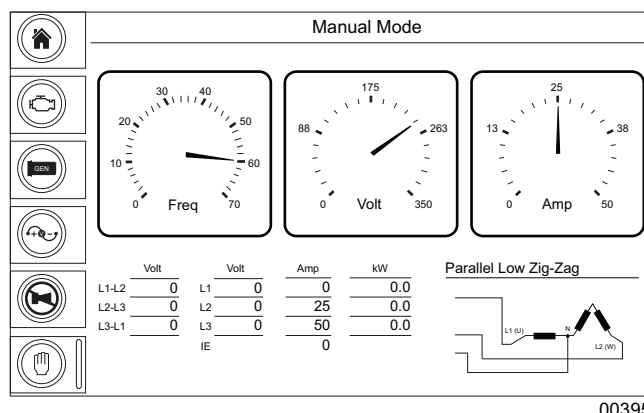 Manual Mode
GEN
0 10 20 30 40 50 60 70
Freq
0 88 175 263 350
Volt
0 13 25 38 50
Amp
Volt Volt Amp kW
L1-L2 0 L1 0 0 0.0
L2-L3 0 L2 0 25 0.0
L3-L1 0 L3 0 50 0.0
IE 0
Parallel Low Zig-Zag
L1 (U) N
L2 (W)
00395